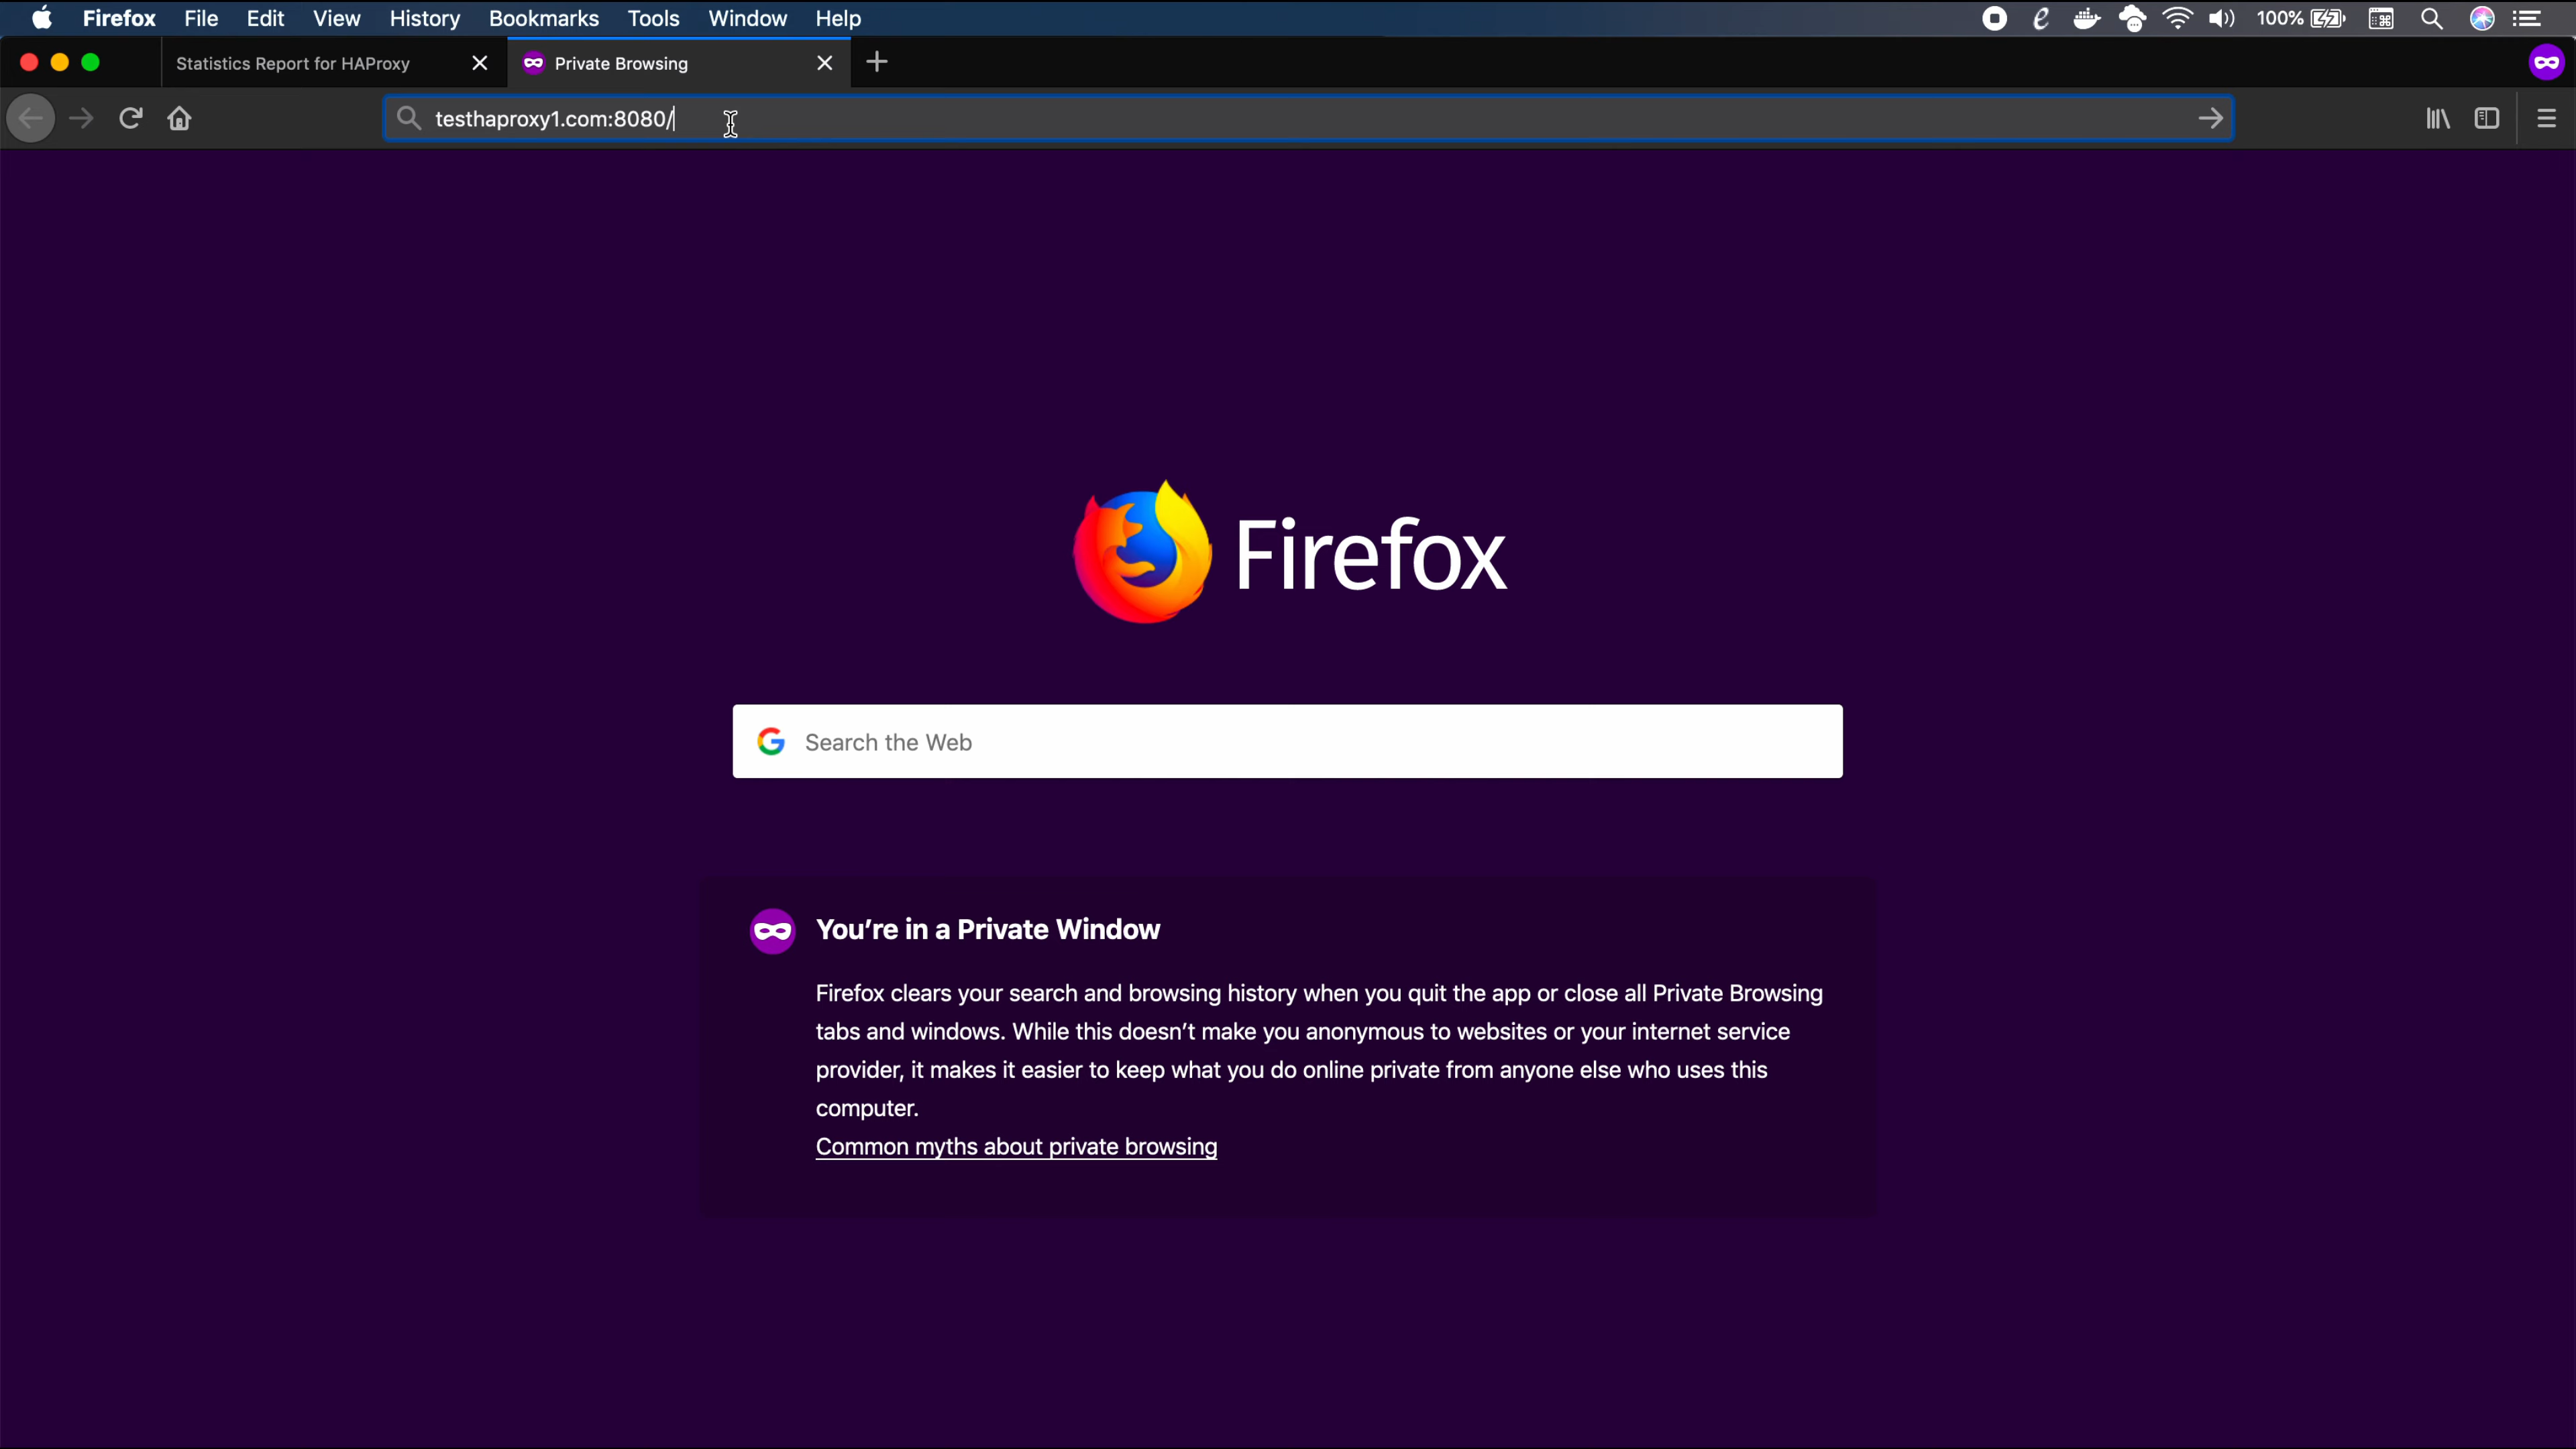 Firefox File Edit View History Bookmarks Tools Window Help 100%
Statistics Report for HAProxy Private Browsing
testhaproxy1.com:8080/
Firefox
Search the Web
You're in a Private Window
Firefox clears your search and browsing history when you quit the app or close all Private Browsing
tabs and windows. While this doesn't make you anonymous to websites or your internet service
provider, it makes it easier to keep what you do online private from anyone else who uses this
computer.
Common myths about private browsing